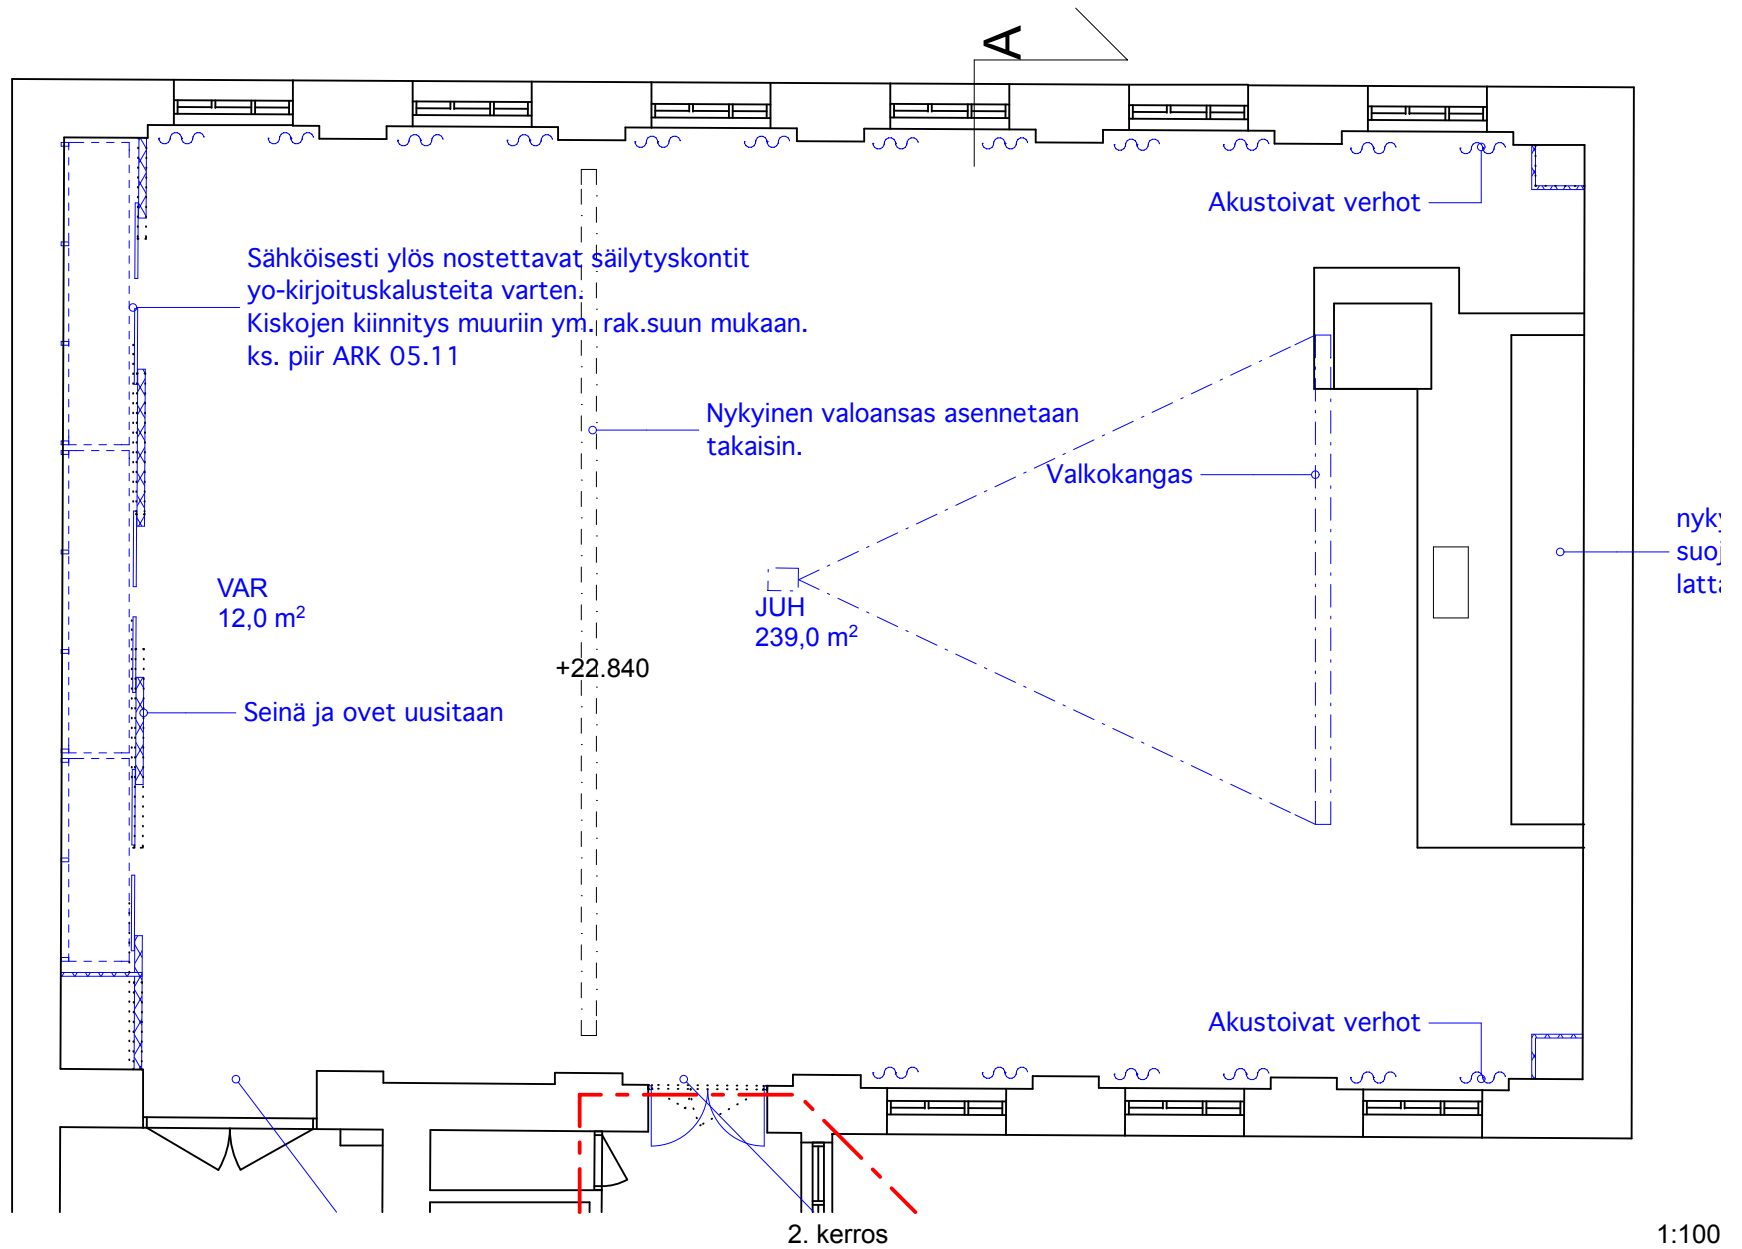 A
Akustoivat verhot
Sähköisesti ylös nostettavat säilytyskontit
yo-kirjoituskalusteita varten.
Kiskojen kiinnitys muuriin ym. rak.suun mukaan.
ks. piir ARK 05.11
Nykyinen valoansas asennetaan
takaisin.
Valkokangas
VAR
12,0 m²
JUH
239,0 m²
+22.840
Seinä ja ovet uusitaan
Akustoivat verhot
2. kerros
1:100